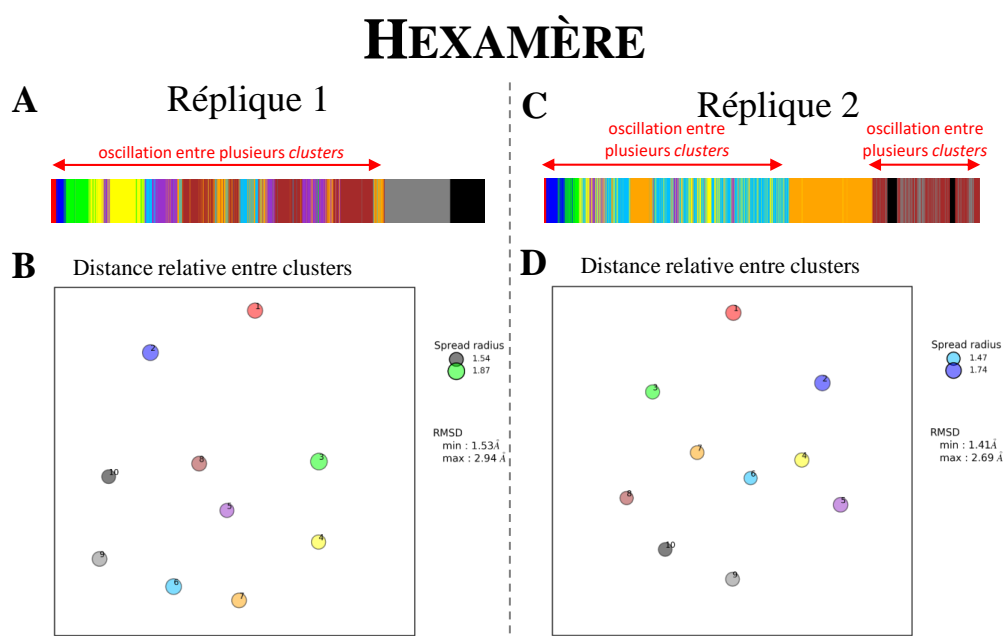 HEXAMÈRE
A
Réplique 1
oscillation entre plusieurs clusters
B
Distance relative entre clusters
1
2
3
4
5
6
7
8
9
10
Spread radius
1.54
1.87
RMSD
min : 1.53Å
max : 2.94 Å
C
Réplique 2
oscillation entre
plusieurs clusters
oscillation entre
plusieurs clusters
D
Distance relative entre clusters
1
2
3
4
5
6
7
8
9
10
Spread radius
1.47
1.74
RMSD
min : 1.41Å
max : 2.69 Å